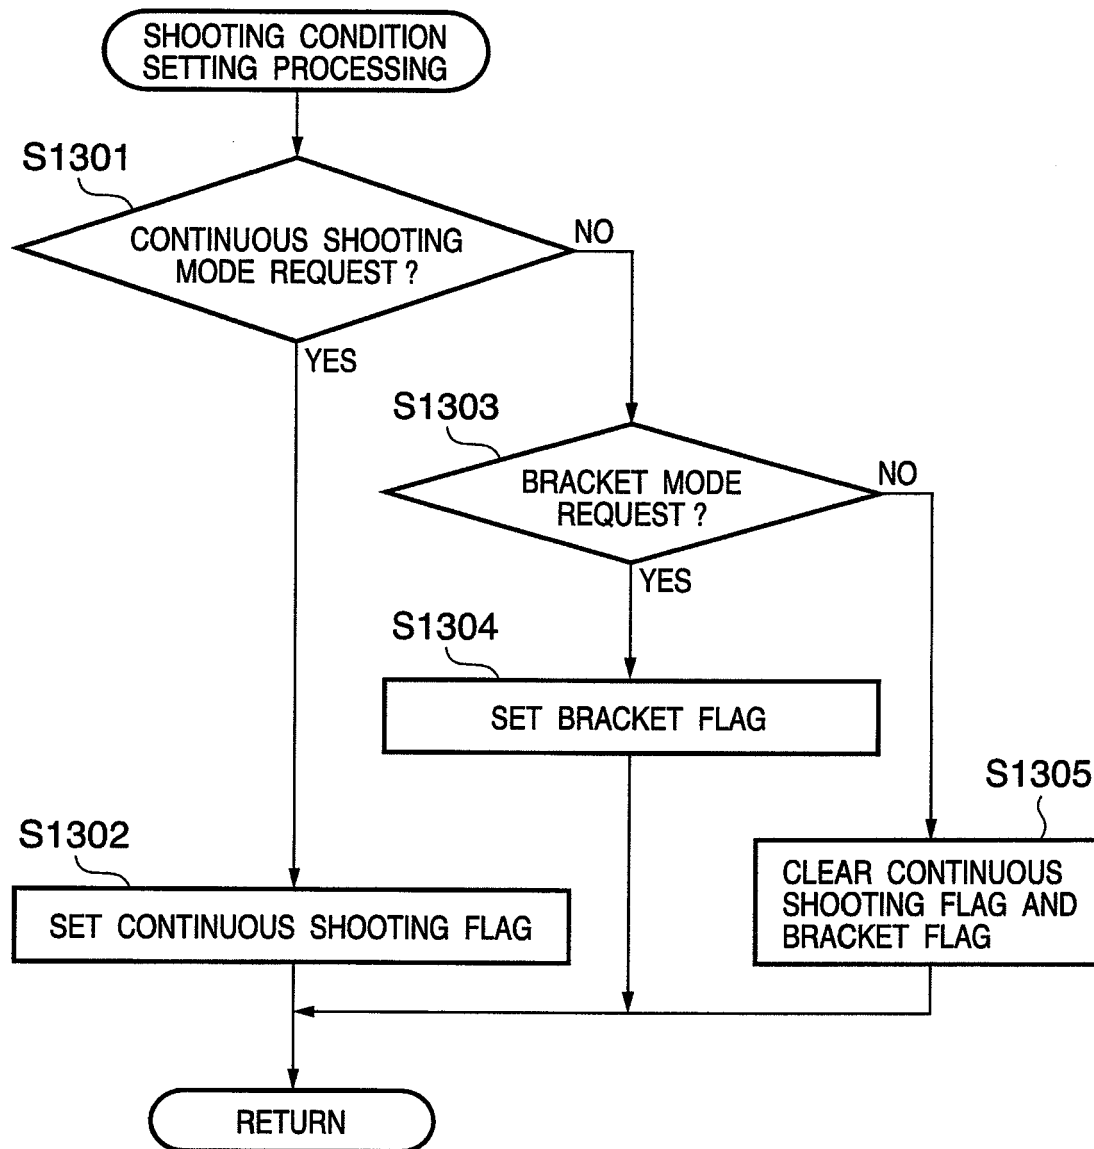 SHOOTING CONDITION
SETTING PROCESSING
S1301
CONTINUOUS SHOOTING
MODE REQUEST ?
NO
YES
S1303
BRACKET MODE
REQUEST ?
NO
YES
S1304
SET BRACKET FLAG
S1305
CLEAR CONTINUOUS
SHOOTING FLAG AND
BRACKET FLAG
S1302
SET CONTINUOUS SHOOTING FLAG
RETURN